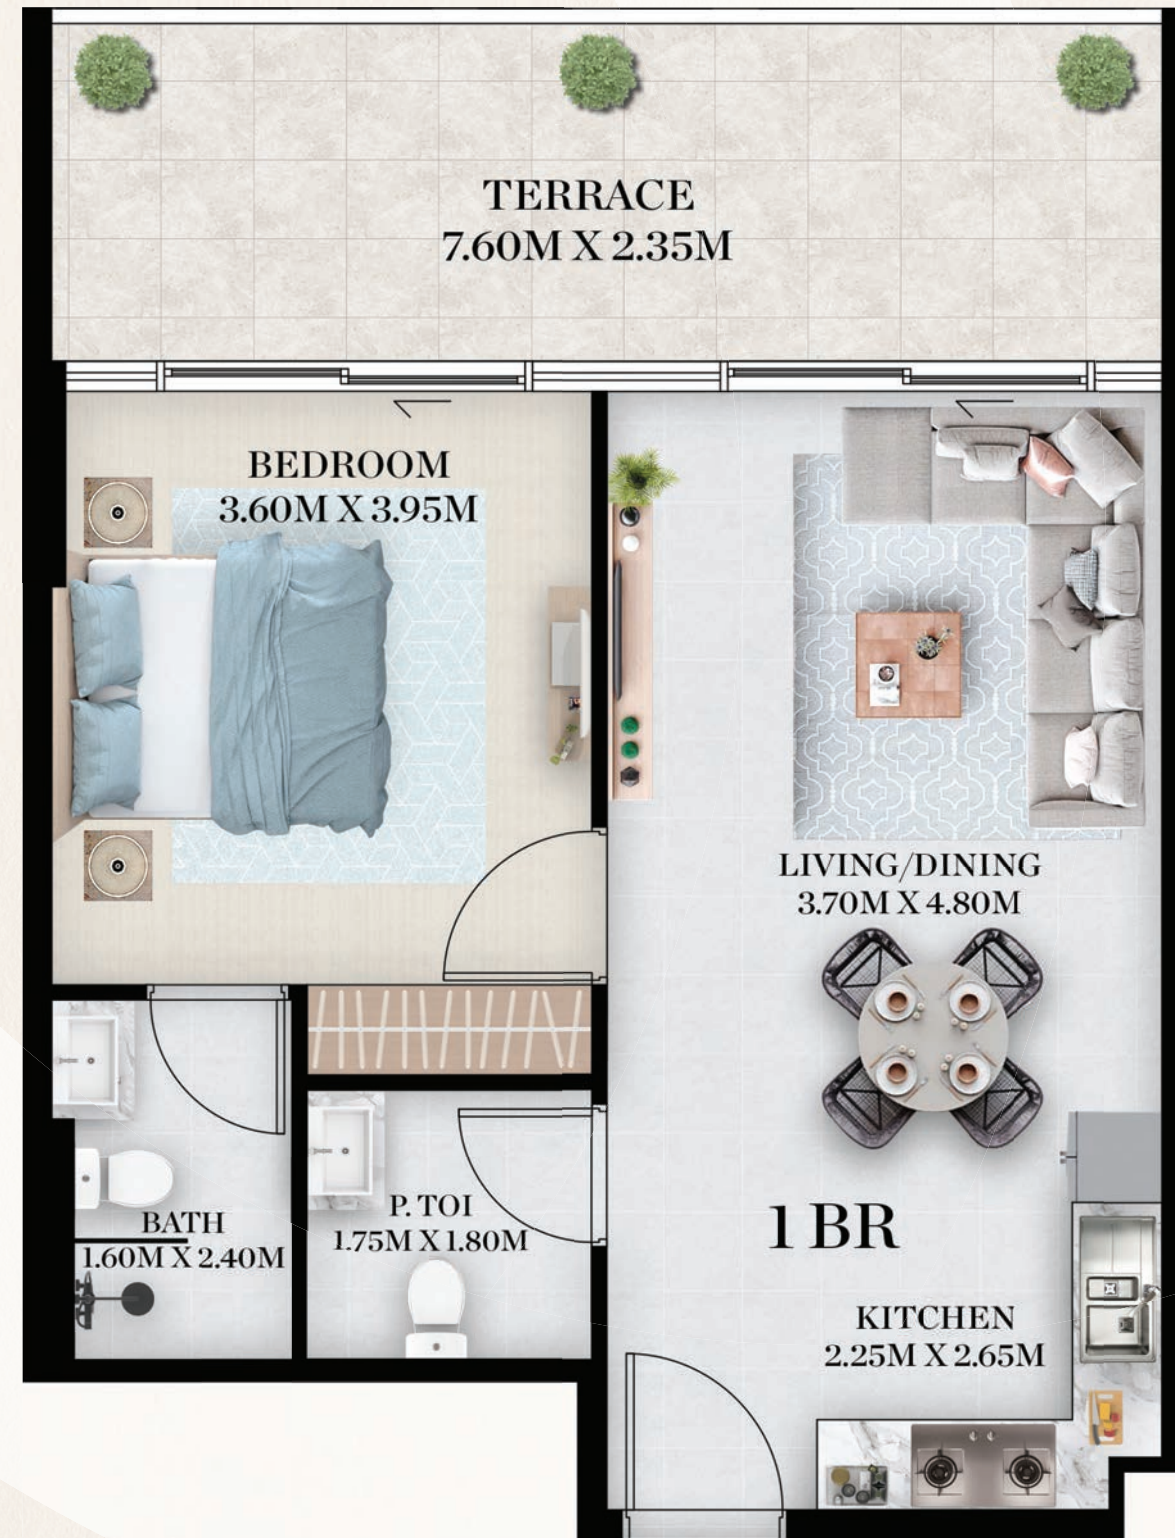 TERRACE
7.60M X 2.35M
BEDROOM
3.60M X 3.95M
LIVING/DINING
3.70M X 4.80M
BATH
1.60M X 2.40M
P. TOI
1.75M X 1.80M
1 BR
KITCHEN
2.25M X 2.65M